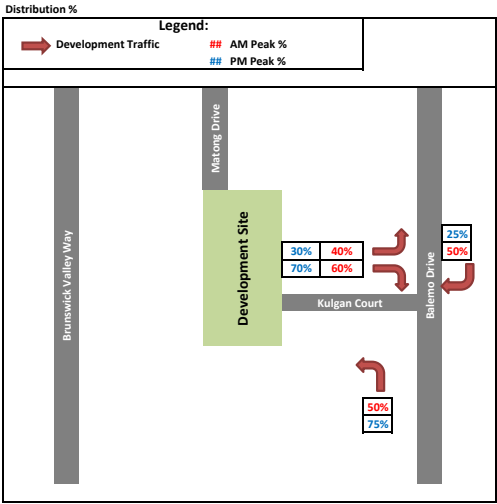 Distribution %
Legend:
Development Traffic
## AM Peak %
## PM Peak %
Matong Drive
Brunswick Valley Way
Development Site
30% 40%
70% 60%
25%
50%
Balemo Drive
Kulgan Court
50%
75%